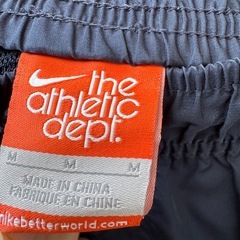 the
athletic
dept.
M M M M
MADE IN CHINA
FABRIQUE EN CHINE
nikebetterworld.com